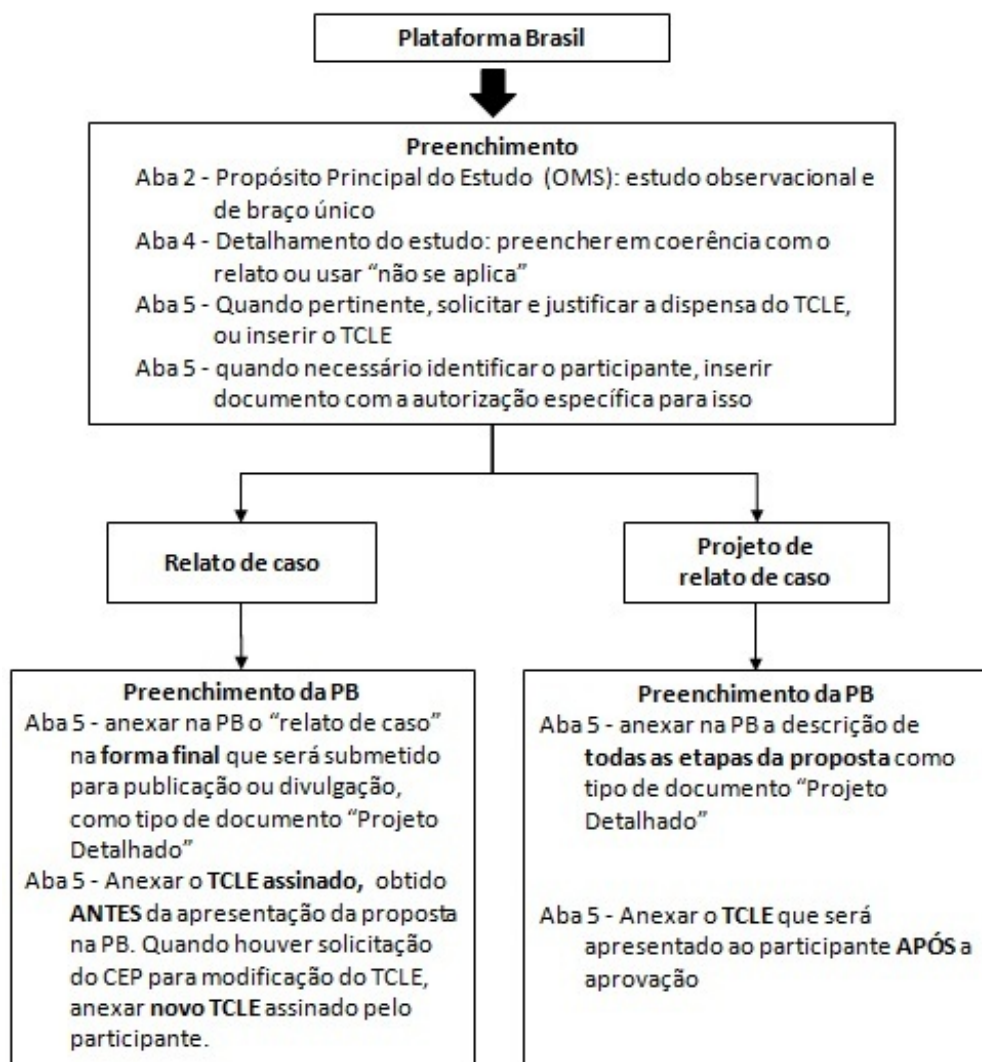 Plataforma Brasil
Preenchimento
Aba 2 - Propósito Principal do Estudo (OMS): estudo observacional e
de braço único
Aba 4 - Detalhamento do estudo: preencher em coerência com o
relato ou usar “não se aplica”
Aba 5 - Quando pertinente, solicitar e justificar a dispensa do TCLE,
ou inserir o TCLE
Aba 5 - quando necessário identificar o participante, inserir
documento com a autorização específica para isso
Relato de caso
Projeto de
relato de caso
Preenchimento da PB
Aba 5 - anexar na PB o “relato de caso”
na forma final que será submetido
para publicação ou divulgação,
como tipo de documento “Projeto
Detalhado”
Aba 5 - Anexar o TCLE assinado, obtido
ANTES da apresentação da proposta
na PB. Quando houver solicitação
do CEP para modificação do TCLE,
anexar novo TCLE assinado pelo
participante.
Preenchimento da PB
Aba 5 - anexar na PB a descrição de
todas as etapas da proposta como
tipo de documento “Projeto
Detalhado”
Aba 5 - Anexar o TCLE que será
apresentado ao participante APÓS a
aprovação